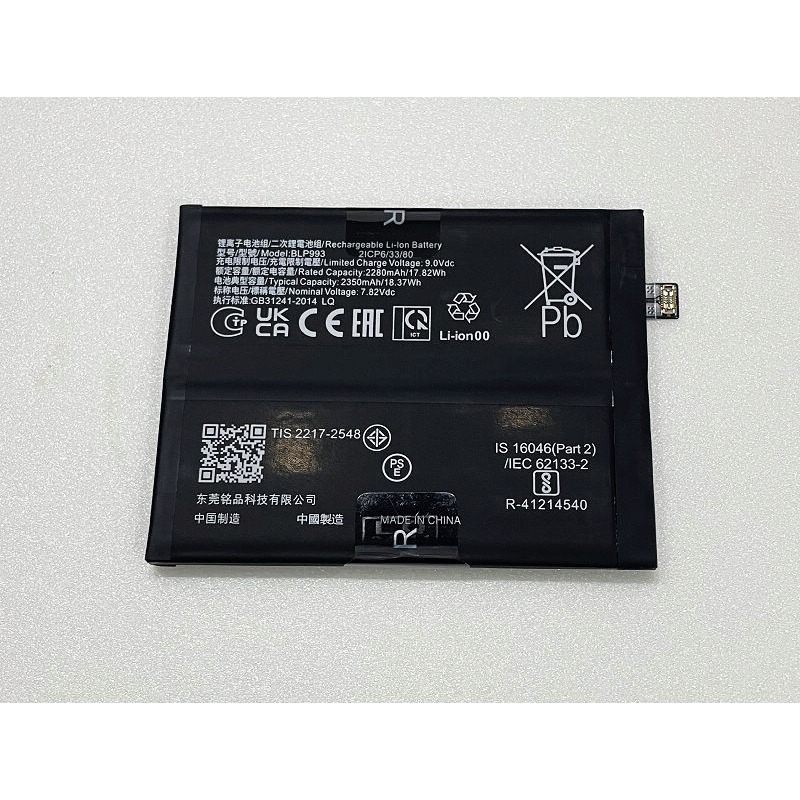 R
锂离子电池组/二次鋰電池組/Rechargeable Li-Ion Battery
型号/型號/Model:BLP993 2ICP6/33/80
充电限制电压/充電限制電壓/Limited Charge Voltage: 9.0Vdc
额定容量/Rated Capacity: 2280mAh/17.82Wh
电池典型容量/Typical Capacity: 2350mAh/18.37Wh
标称电压/標稱電壓/Nominal Voltage: 7.82Vdc
执行标准:GB31241-2014 LQ
TP UK CA CE EAC ICT
Li-ion00
Pb
TIS 2217-2548
PS E
IS 16046(Part 2)
/IEC 62133-2
R-41214540
东莞铭品科技有限公司
中国制造 中國製造 MADE IN CHINA
R